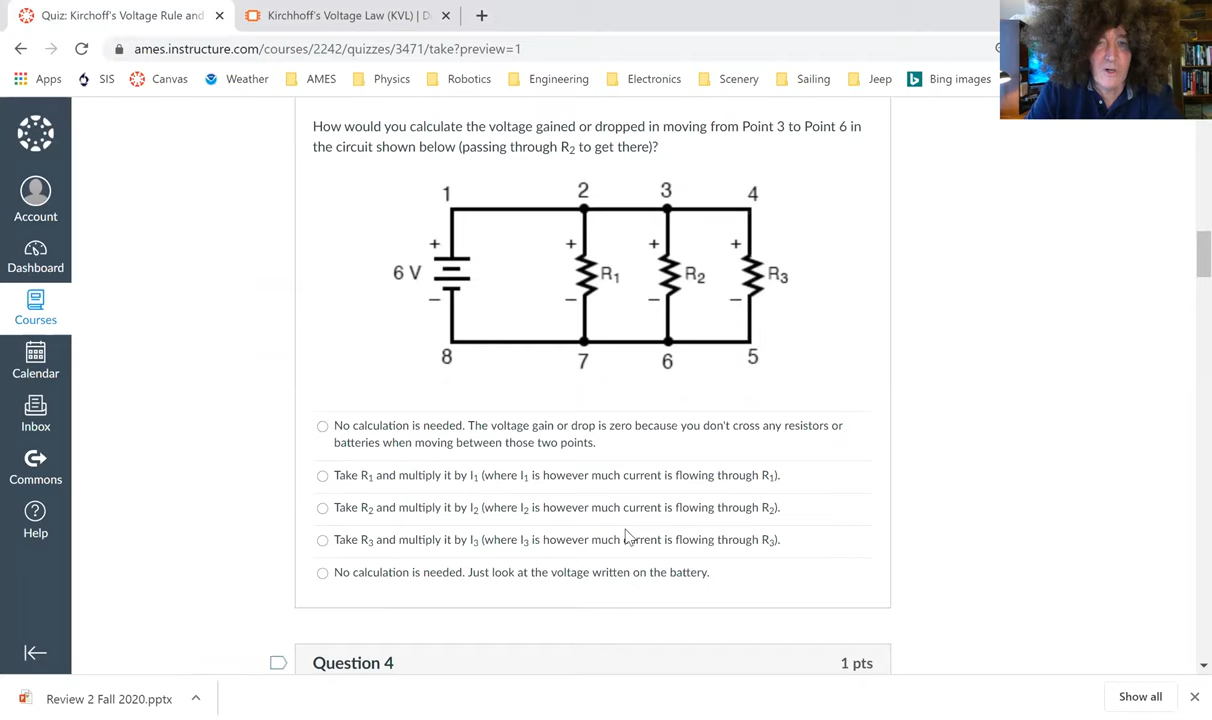 Quiz: Kirchoff's Voltage Rule and
Kirchhoff's Voltage Law (KVL) | D
ames.instructure.com/courses/2242/quizzes/3471/take?preview=1
Apps SIS Canvas Weather AMES Physics Robotics Engineering Electronics Scenery Sailing Jeep Bing images
Account
Dashboard
Courses
Calendar
Inbox
Commons
Help
How would you calculate the voltage gained or dropped in moving from Point 3 to Point 6 in
the circuit shown below (passing through R₂ to get there)?
1 2 3 4
+ + + +
6 V R₁ R₂ R₃
− − − −
8 7 6 5
No calculation is needed. The voltage gain or drop is zero because you don't cross any resistors or
batteries when moving between those two points.
Take R₁ and multiply it by I₁ (where I₁ is however much current is flowing through R₁).
Take R₂ and multiply it by I₂ (where I₂ is however much current is flowing through R₂).
Take R₃ and multiply it by I₃ (where I₃ is however much current is flowing through R₃).
No calculation is needed. Just look at the voltage written on the battery.
Question 4 1 pts
Review 2 Fall 2020.pptx
Show all